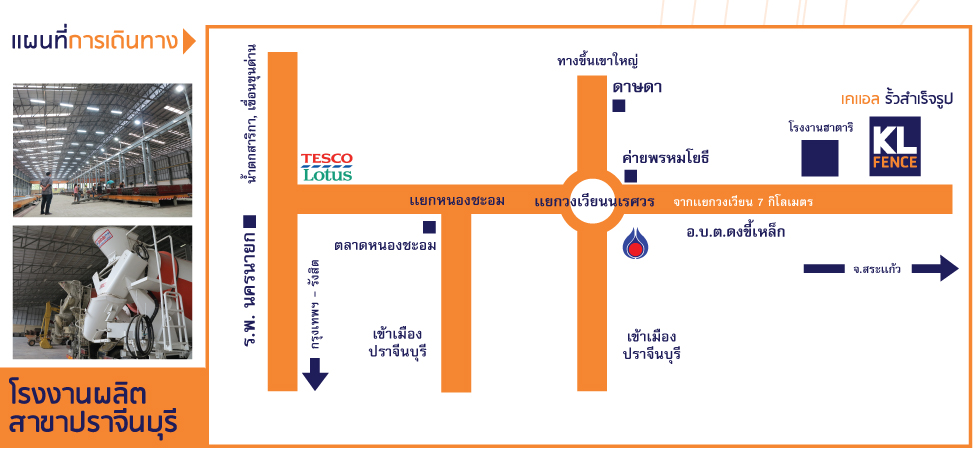 แผนที่การเดินทาง
น้ำตกสาริกา, เขื่อนขุนด่าน
ทางขึ้นเขาใหญ่
ดาษดา
เคแอล รั้วสำเร็จรูป
โรงงานฮาตาริ
KL
FENCE
TESCO
Lotus
ค่ายพรหมโยธี
แยกหนองชะอม
แยกวงเวียนนเรศวร
จากแยกวงเวียน 7 กิโลเมตร
ร.พ. นครนายก
ตลาดหนองชะอม
อ.บ.ต.ดงขี้เหล็ก
จ.สระแก้ว
กรุงเทพฯ - รังสิต
เข้าเมือง
ปราจีนบุรี
เข้าเมือง
ปราจีนบุรี
โรงงานผลิต
สาขาปราจีนบุรี